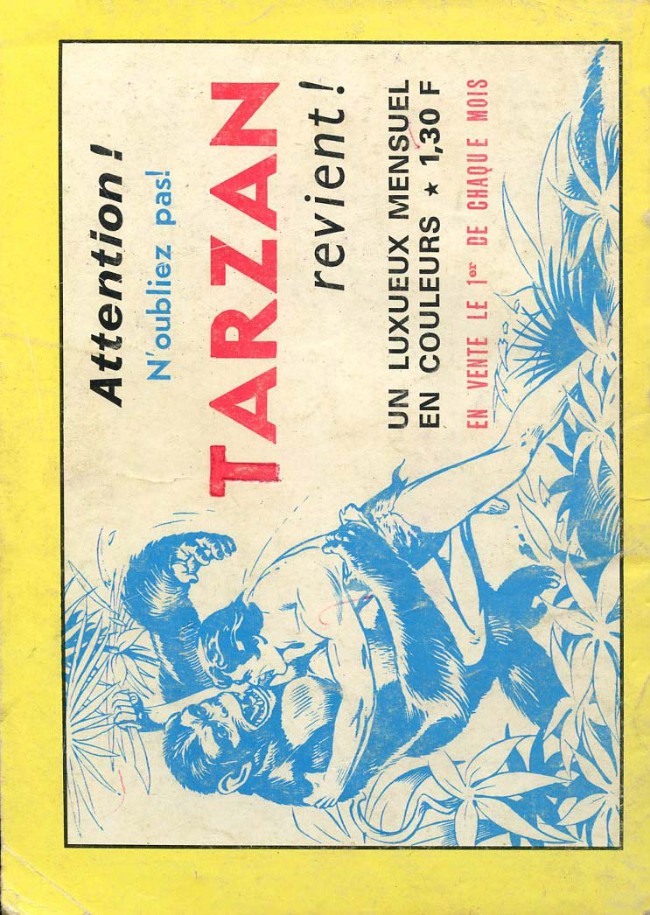 Attention !
N'oubliez pas!
TARZAN
revient !
UN LUXUEUX MENSUEL
EN COULEURS ★ 1,30 F
EN VENTE LE 1er DE CHAQUE MOIS